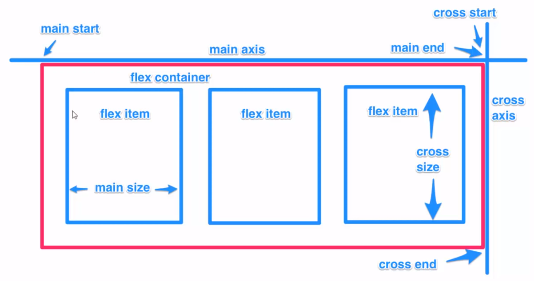 cross start
main start
main axis
main end
flex container
cross
axis
flex item
flex item
flex item
cross
size
main size
cross end